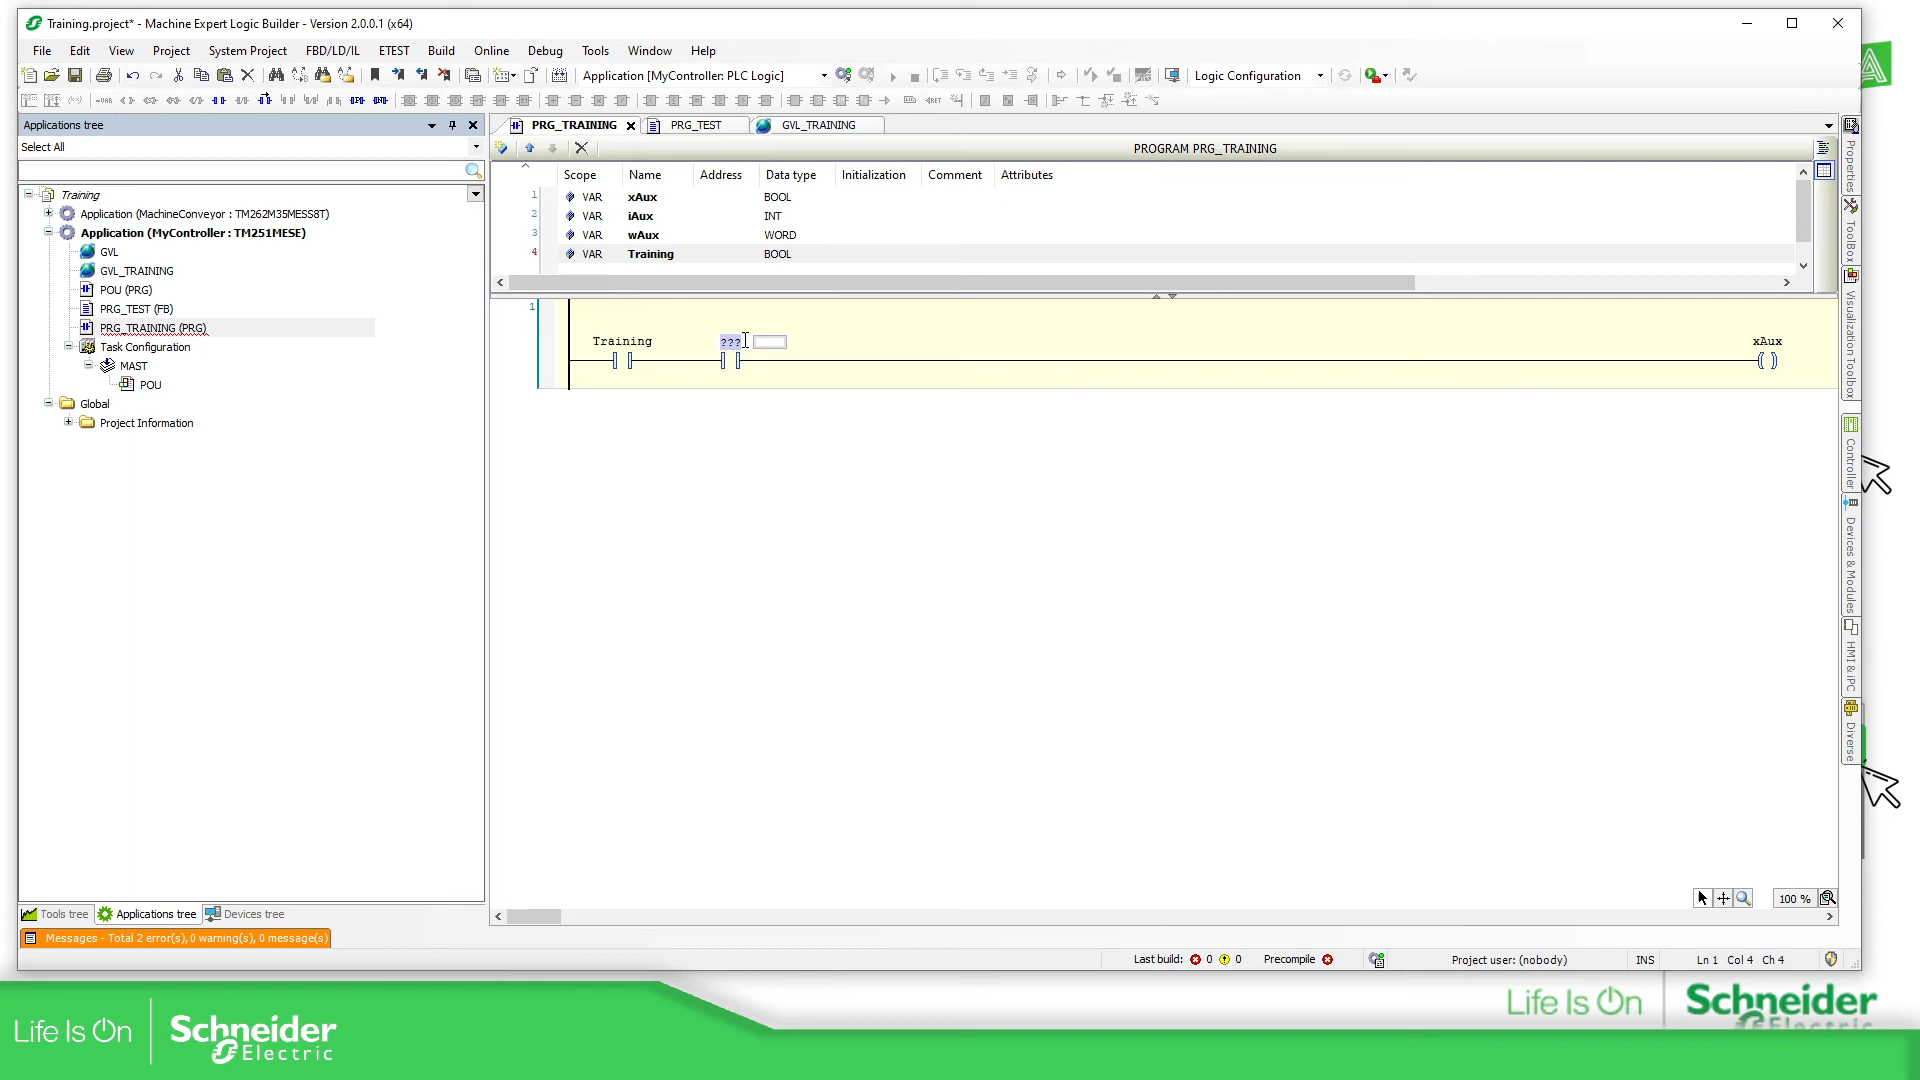 Training.project* - Machine Expert Logic Builder - Version 2.0.0.1 (x64)
File Edit View Project System Project FBD/LD/IL ETEST Build Online Debug Tools Window Help
Application [MyController: PLC Logic] Logic Configuration
Applications tree
Select All
Training
Application (MachineConveyor : TM262M35MESS8T)
Application (MyController : TM251MESE)
GVL
GVL_TRAINING
POU (PRG)
PRG_TEST (FB)
PRG_TRAINING (PRG)
Task Configuration
MAST
POU
Global
Project Information
Tools tree Applications tree Devices tree
Messages - Total 2 error(s), 0 warning(s), 0 message(s)
PRG_TRAINING PRG_TEST GVL_TRAINING
PROGRAM PRG_TRAINING
Scope Name Address Data type Initialization Comment Attributes
1 VAR xAux BOOL
2 VAR iAux INT
3 VAR wAux WORD
4 VAR Training BOOL
1
Training ??? xAux
100 %
Properties
ToolBox
Visualization Toolbox
Controller
Devices & Modules
HMI & iPC
Diverse
Last build: 0 0 Precompile Project user: (nobody) INS Ln 1 Col 4 Ch 4
Life Is On Schneider Electric
Life Is On Schneider Electric